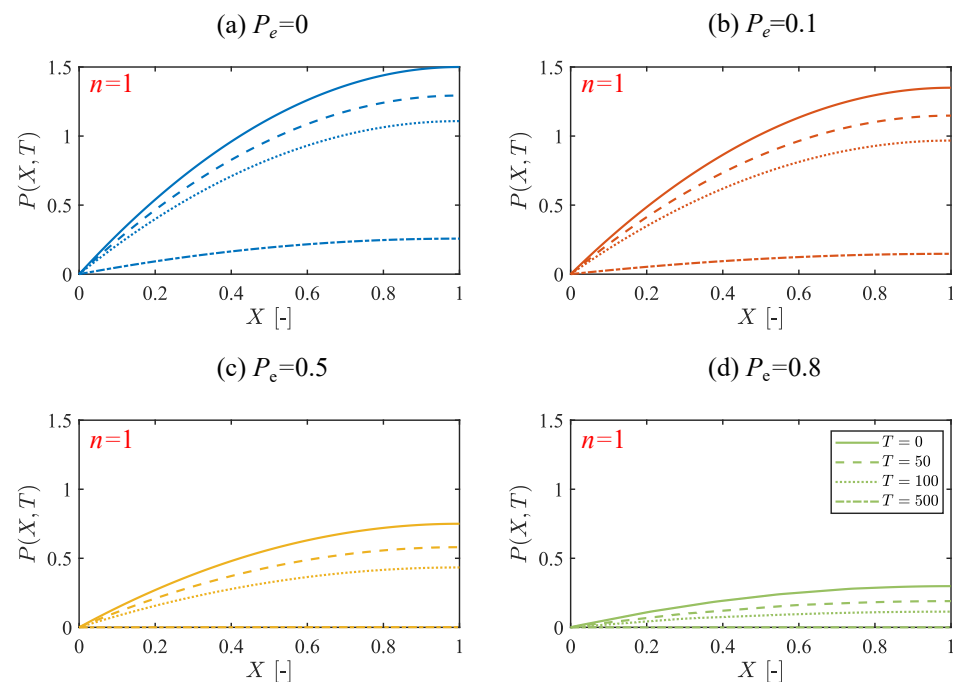 (a) Pₑ=0
n=1
P(X, T)
1.5
1
0.5
0
0 0.2 0.4 0.6 0.8 1
X [-]
(b) Pₑ=0.1
n=1
P(X, T)
1.5
1
0.5
0
0 0.2 0.4 0.6 0.8 1
X [-]
(c) Pₑ=0.5
n=1
P(X, T)
1.5
1
0.5
0
0 0.2 0.4 0.6 0.8 1
X [-]
(d) Pₑ=0.8
n=1
T = 0
T = 50
T = 100
T = 500
P(X, T)
1.5
1
0.5
0
0 0.2 0.4 0.6 0.8 1
X [-]